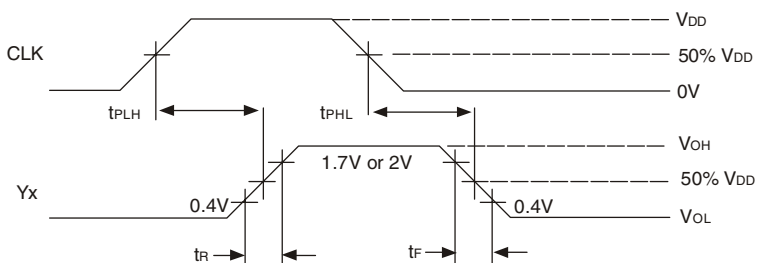 VDD
CLK
50% VDD
0V
tPLH
tPHL
VOH
1.7V or 2V
50% VDD
Yx
0.4V
0.4V
VOL
tR
tF